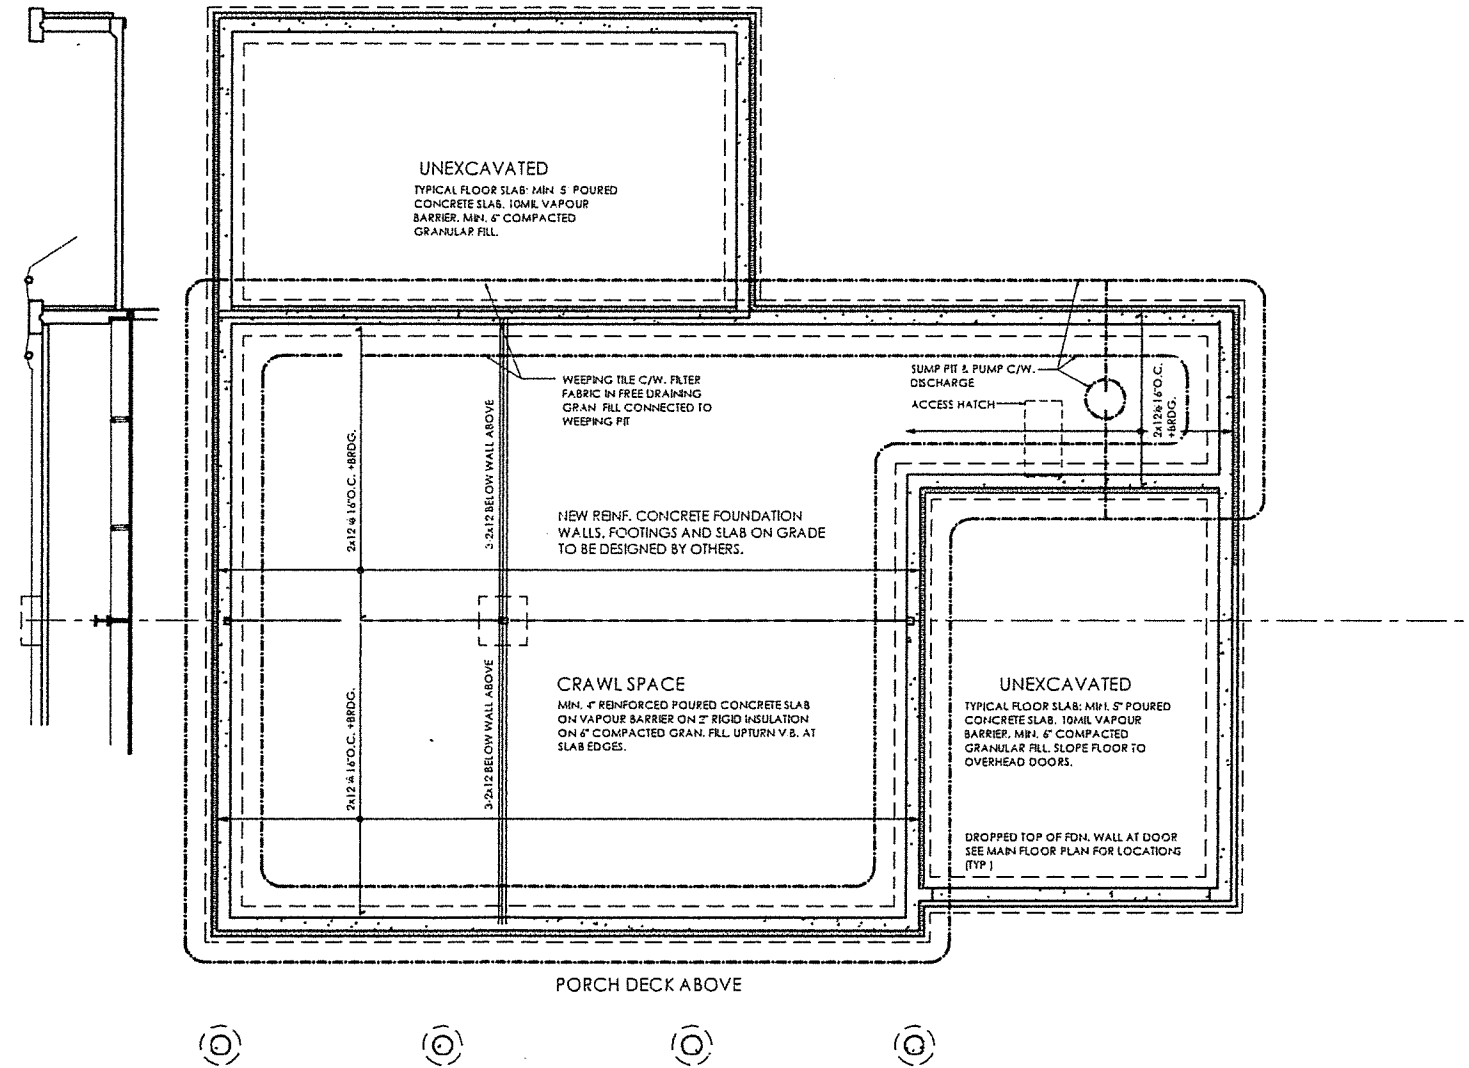 UNEXCAVATED
TYPICAL FLOOR SLAB: MIN. 5" POURED
CONCRETE SLAB, 10MIL VAPOUR
BARRIER, MIN. 6" COMPACTED
GRANULAR FILL.
WEEPING TILE C/W. FILTER
FABRIC IN FREE DRAINING
GRAN FILL CONNECTED TO
WEEPING PIT
SUMP PIT & PUMP C/W.
DISCHARGE
ACCESS HATCH
2x12@16"O.C.
+BRDG.
2x12@16"O.C. +BRDG.
3-2x12 BELOW WALL ABOVE
NEW REINF. CONCRETE FOUNDATION
WALLS, FOOTINGS AND SLAB ON GRADE
TO BE DESIGNED BY OTHERS.
2x12@16"O.C. +BRDG.
3-2x12 BELOW WALL ABOVE
CRAWL SPACE
MIN. 4" REINFORCED POURED CONCRETE SLAB
ON VAPOUR BARRIER ON 2" RIGID INSULATION
ON 6" COMPACTED GRAN. FILL. UPTURN V.B. AT
SLAB EDGES.
UNEXCAVATED
TYPICAL FLOOR SLAB: MIN. 5" POURED
CONCRETE SLAB, 10MIL VAPOUR
BARRIER, MIN. 6" COMPACTED
GRANULAR FILL. SLOPE FLOOR TO
OVERHEAD DOORS.
DROPPED TOP OF FDN. WALL AT DOOR
SEE MAIN FLOOR PLAN FOR LOCATIONS
(TYP)
PORCH DECK ABOVE